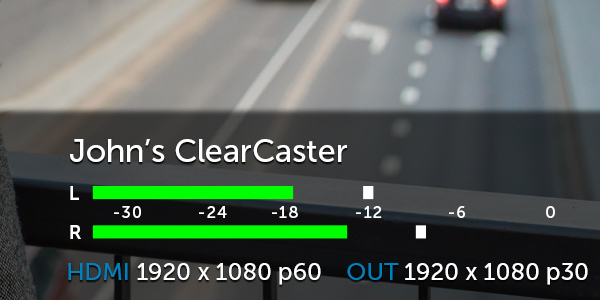 John's ClearCaster
L
-30 -24 -18 -12 -6 0
R
HDMI 1920 x 1080 p60 OUT 1920 x 1080 p30